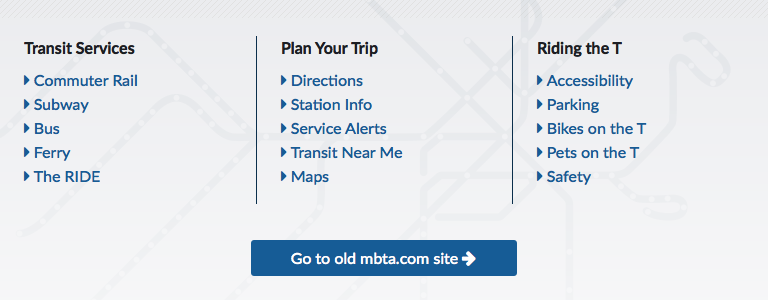 Transit Services
Commuter Rail
Subway
Bus
Ferry
The RIDE
Plan Your Trip
Directions
Station Info
Service Alerts
Transit Near Me
Maps
Riding the T
Accessibility
Parking
Bikes on the T
Pets on the T
Safety
Go to old mbta.com site